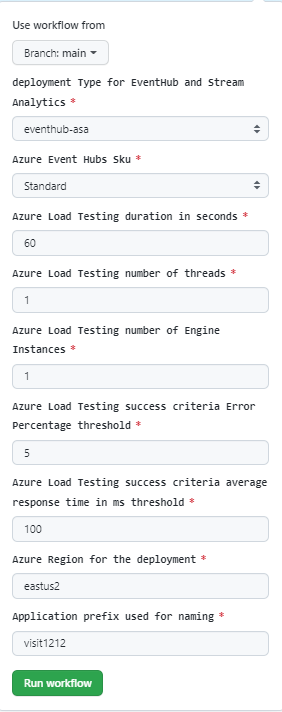 Use workflow from
Branch: main
deployment Type for EventHub and Stream
Analytics *
eventhub-asa
Azure Event Hubs Sku *
Standard
Azure Load Testing duration in seconds *
60
Azure Load Testing number of threads *
1
Azure Load Testing number of Engine
Instances *
1
Azure Load Testing success criteria Error
Percentage threshold *
5
Azure Load Testing success criteria average
response time in ms threshold *
100
Azure Region for the deployment *
eastus2
Application prefix used for naming *
visit1212
Run workflow